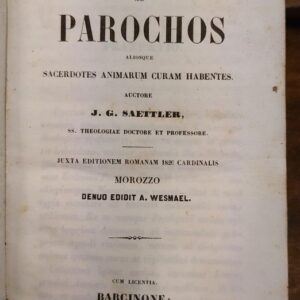 PAROCHOS
ALIOSQUE
SACERDOTES ANIMARUM CURAM HABENTES.
AUCTORE
J. G. SAETTLER,
SS. THEOLOGIAE DOCTORE ET PROFESSORE.
JUXTA EDITIONEM ROMANAM 1820 CARDINALIS
MOROZZO
DENUO EDIDIT A. WESMAEL.
CUM LICENTIA.
BARCINONE: